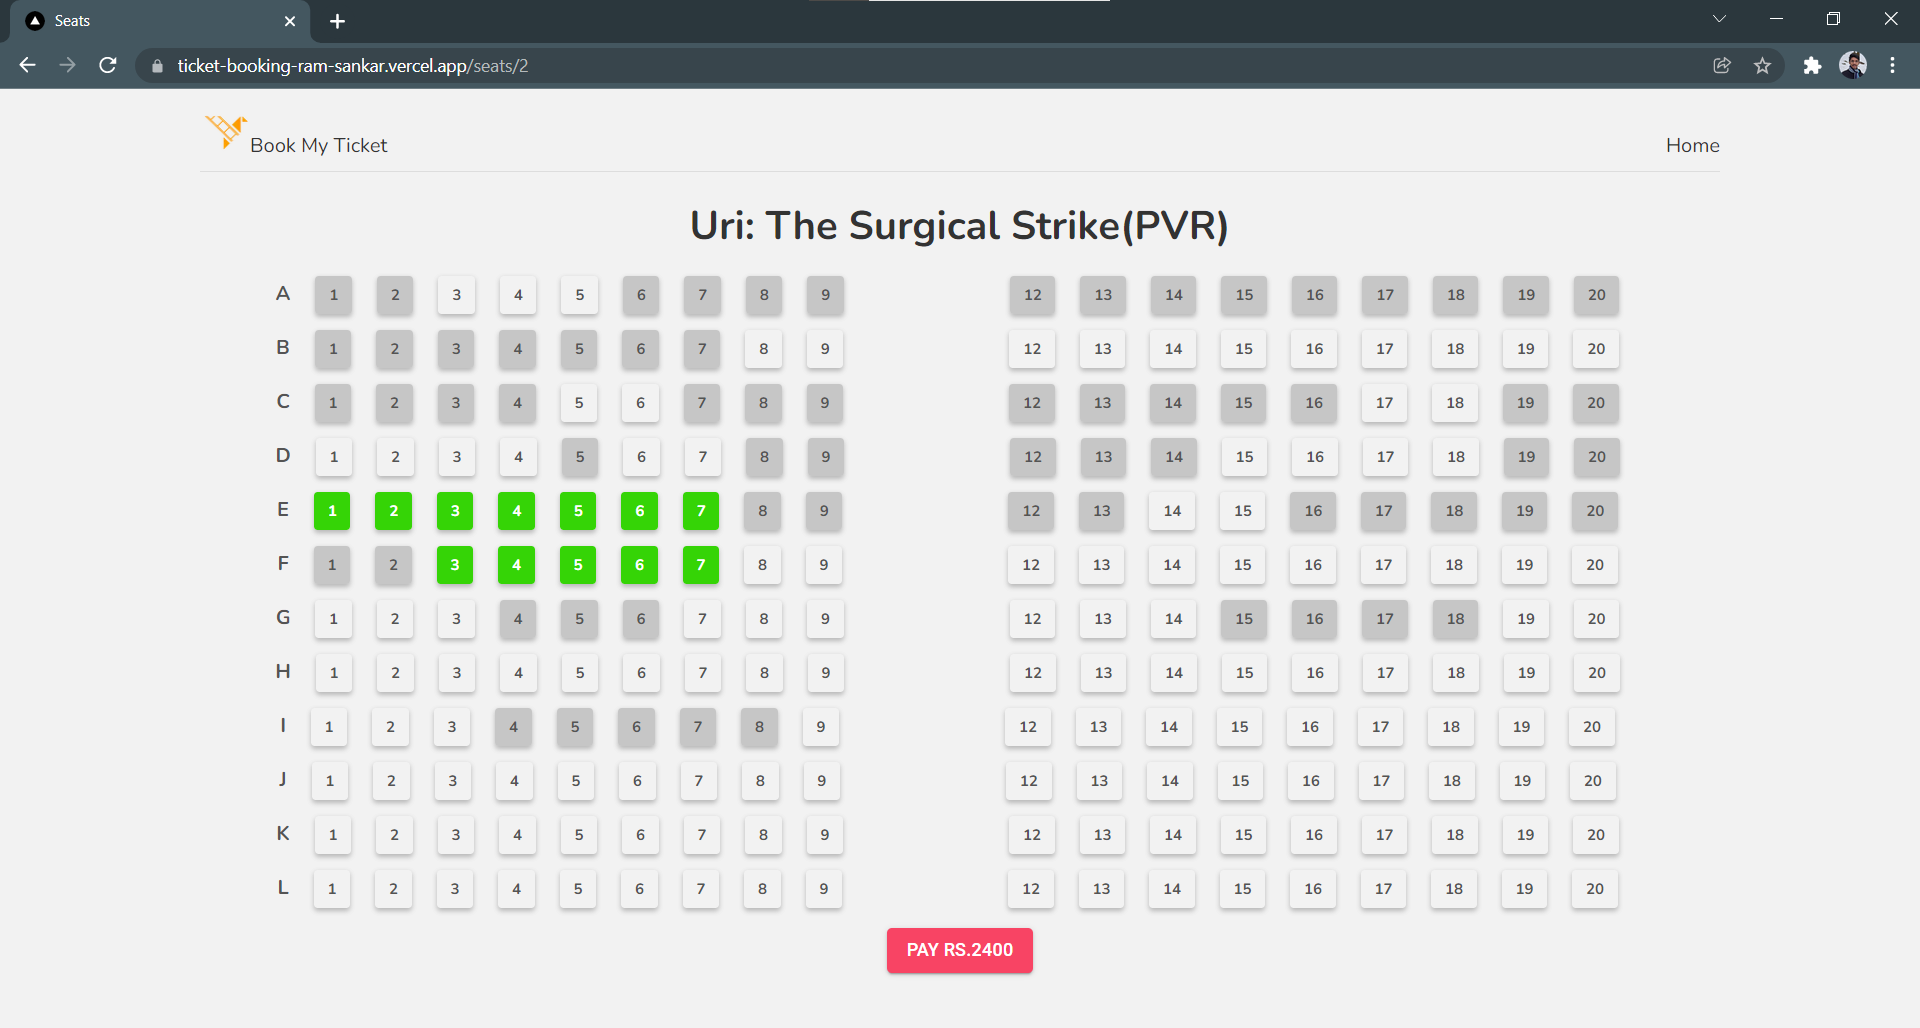 Seats
ticket-booking-ram-sankar.vercel.app/seats/2
Book My Ticket
Home
Uri: The Surgical Strike(PVR)
A 1 2 3 4 5 6 7 8 9 12 13 14 15 16 17 18 19 20
B 1 2 3 4 5 6 7 8 9 12 13 14 15 16 17 18 19 20
C 1 2 3 4 5 6 7 8 9 12 13 14 15 16 17 18 19 20
D 1 2 3 4 5 6 7 8 9 12 13 14 15 16 17 18 19 20
E 1 2 3 4 5 6 7 8 9 12 13 14 15 16 17 18 19 20
F 1 2 3 4 5 6 7 8 9 12 13 14 15 16 17 18 19 20
G 1 2 3 4 5 6 7 8 9 12 13 14 15 16 17 18 19 20
H 1 2 3 4 5 6 7 8 9 12 13 14 15 16 17 18 19 20
I 1 2 3 4 5 6 7 8 9 12 13 14 15 16 17 18 19 20
J 1 2 3 4 5 6 7 8 9 12 13 14 15 16 17 18 19 20
K 1 2 3 4 5 6 7 8 9 12 13 14 15 16 17 18 19 20
L 1 2 3 4 5 6 7 8 9 12 13 14 15 16 17 18 19 20
PAY RS.2400